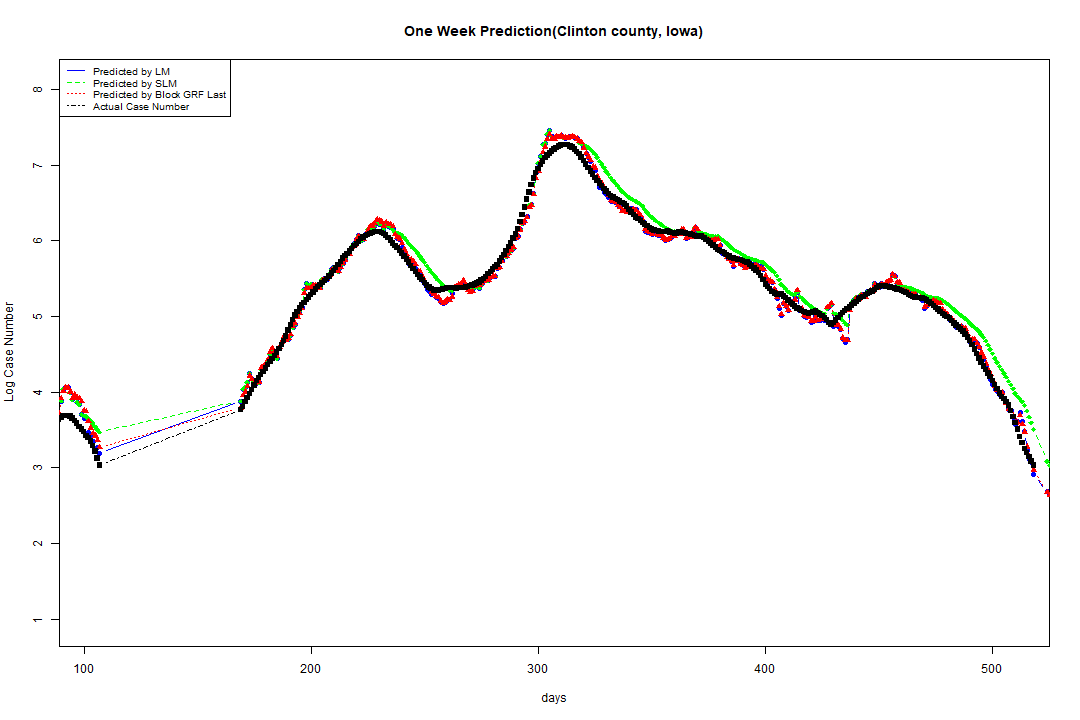 One Week Prediction(Clinton county, Iowa)
Predicted by LM
Predicted by SLM
Predicted by Block GRF Last
Actual Case Number
8
7
6
5
4
3
2
1
Log Case Number
100 200 300 400 500
days